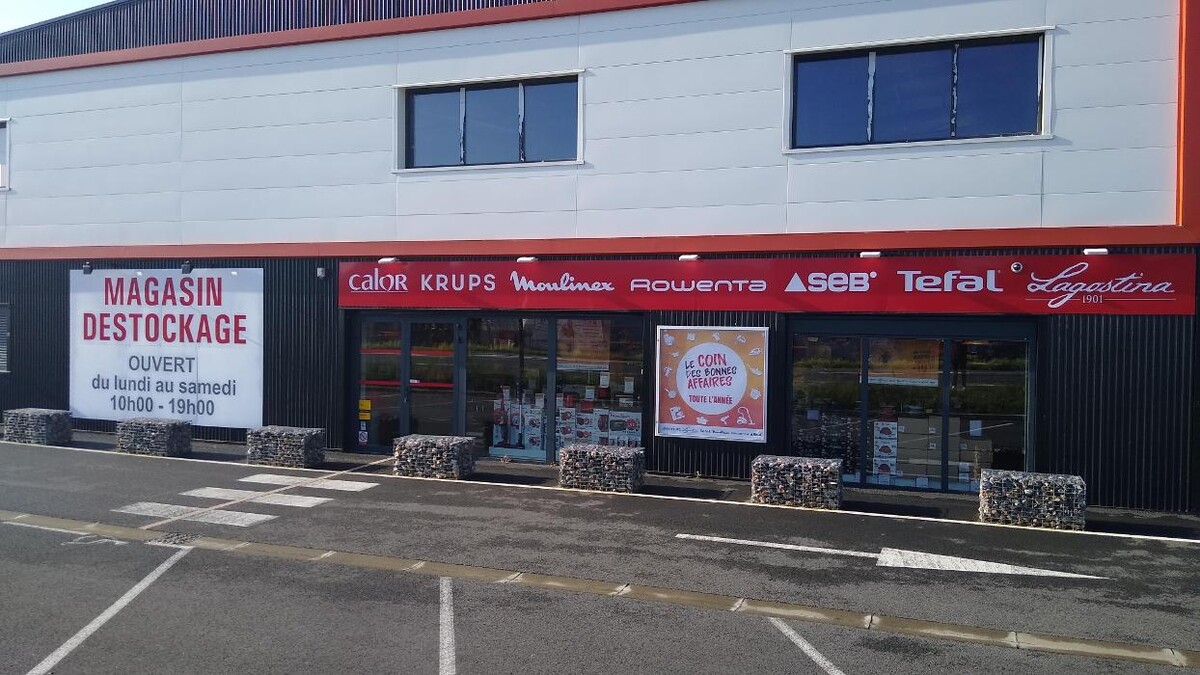 MAGASIN
DESTOCKAGE
OUVERT
du lundi au samedi
10h00 - 19h00
calor KRUPS Moulinex Rowenta SEB Tefal Lagostina
1901
LE COIN
DES BONNES
AFFAIRES
TOUTE L'ANNÉE